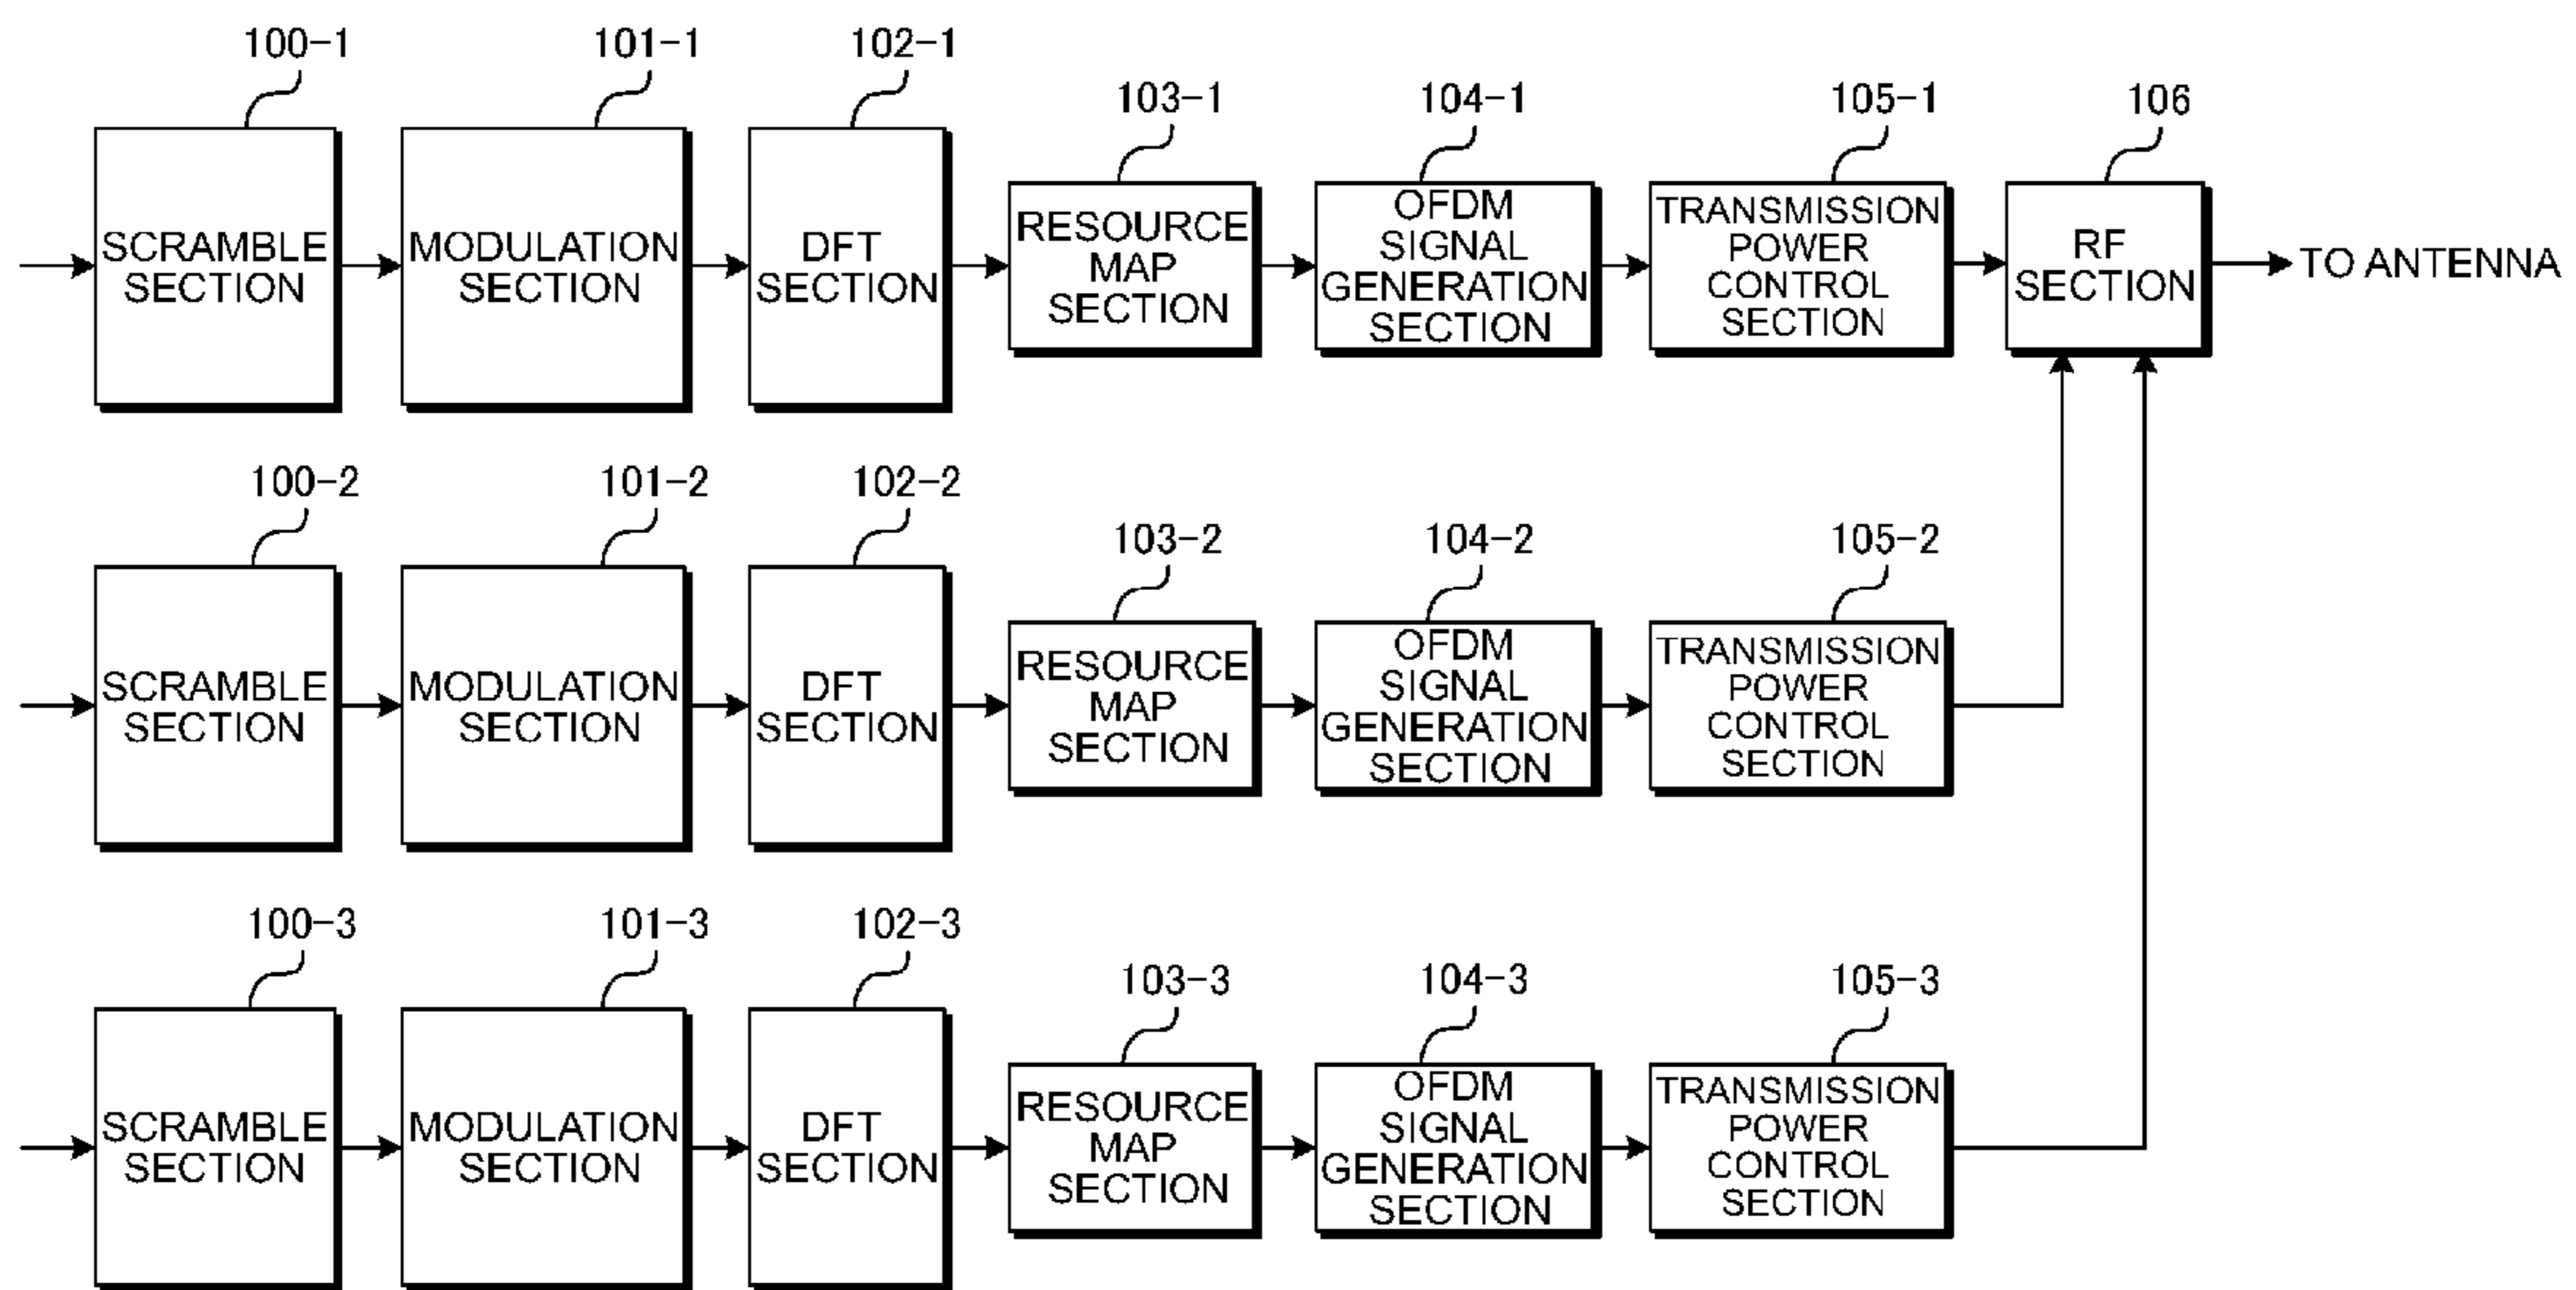 100-1
101-1
102-1
103-1
104-1
105-1
106
SCRAMBLE
SECTION
MODULATION
SECTION
DFT
SECTION
RESOURCE
MAP
SECTION
OFDM
SIGNAL
GENERATION
SECTION
TRANSMISSION
POWER
CONTROL
SECTION
RF
SECTION
TO ANTENNA
100-2
101-2
102-2
103-2
104-2
105-2
SCRAMBLE
SECTION
MODULATION
SECTION
DFT
SECTION
RESOURCE
MAP
SECTION
OFDM
SIGNAL
GENERATION
SECTION
TRANSMISSION
POWER
CONTROL
SECTION
100-3
101-3
102-3
103-3
104-3
105-3
SCRAMBLE
SECTION
MODULATION
SECTION
DFT
SECTION
RESOURCE
MAP
SECTION
OFDM
SIGNAL
GENERATION
SECTION
TRANSMISSION
POWER
CONTROL
SECTION